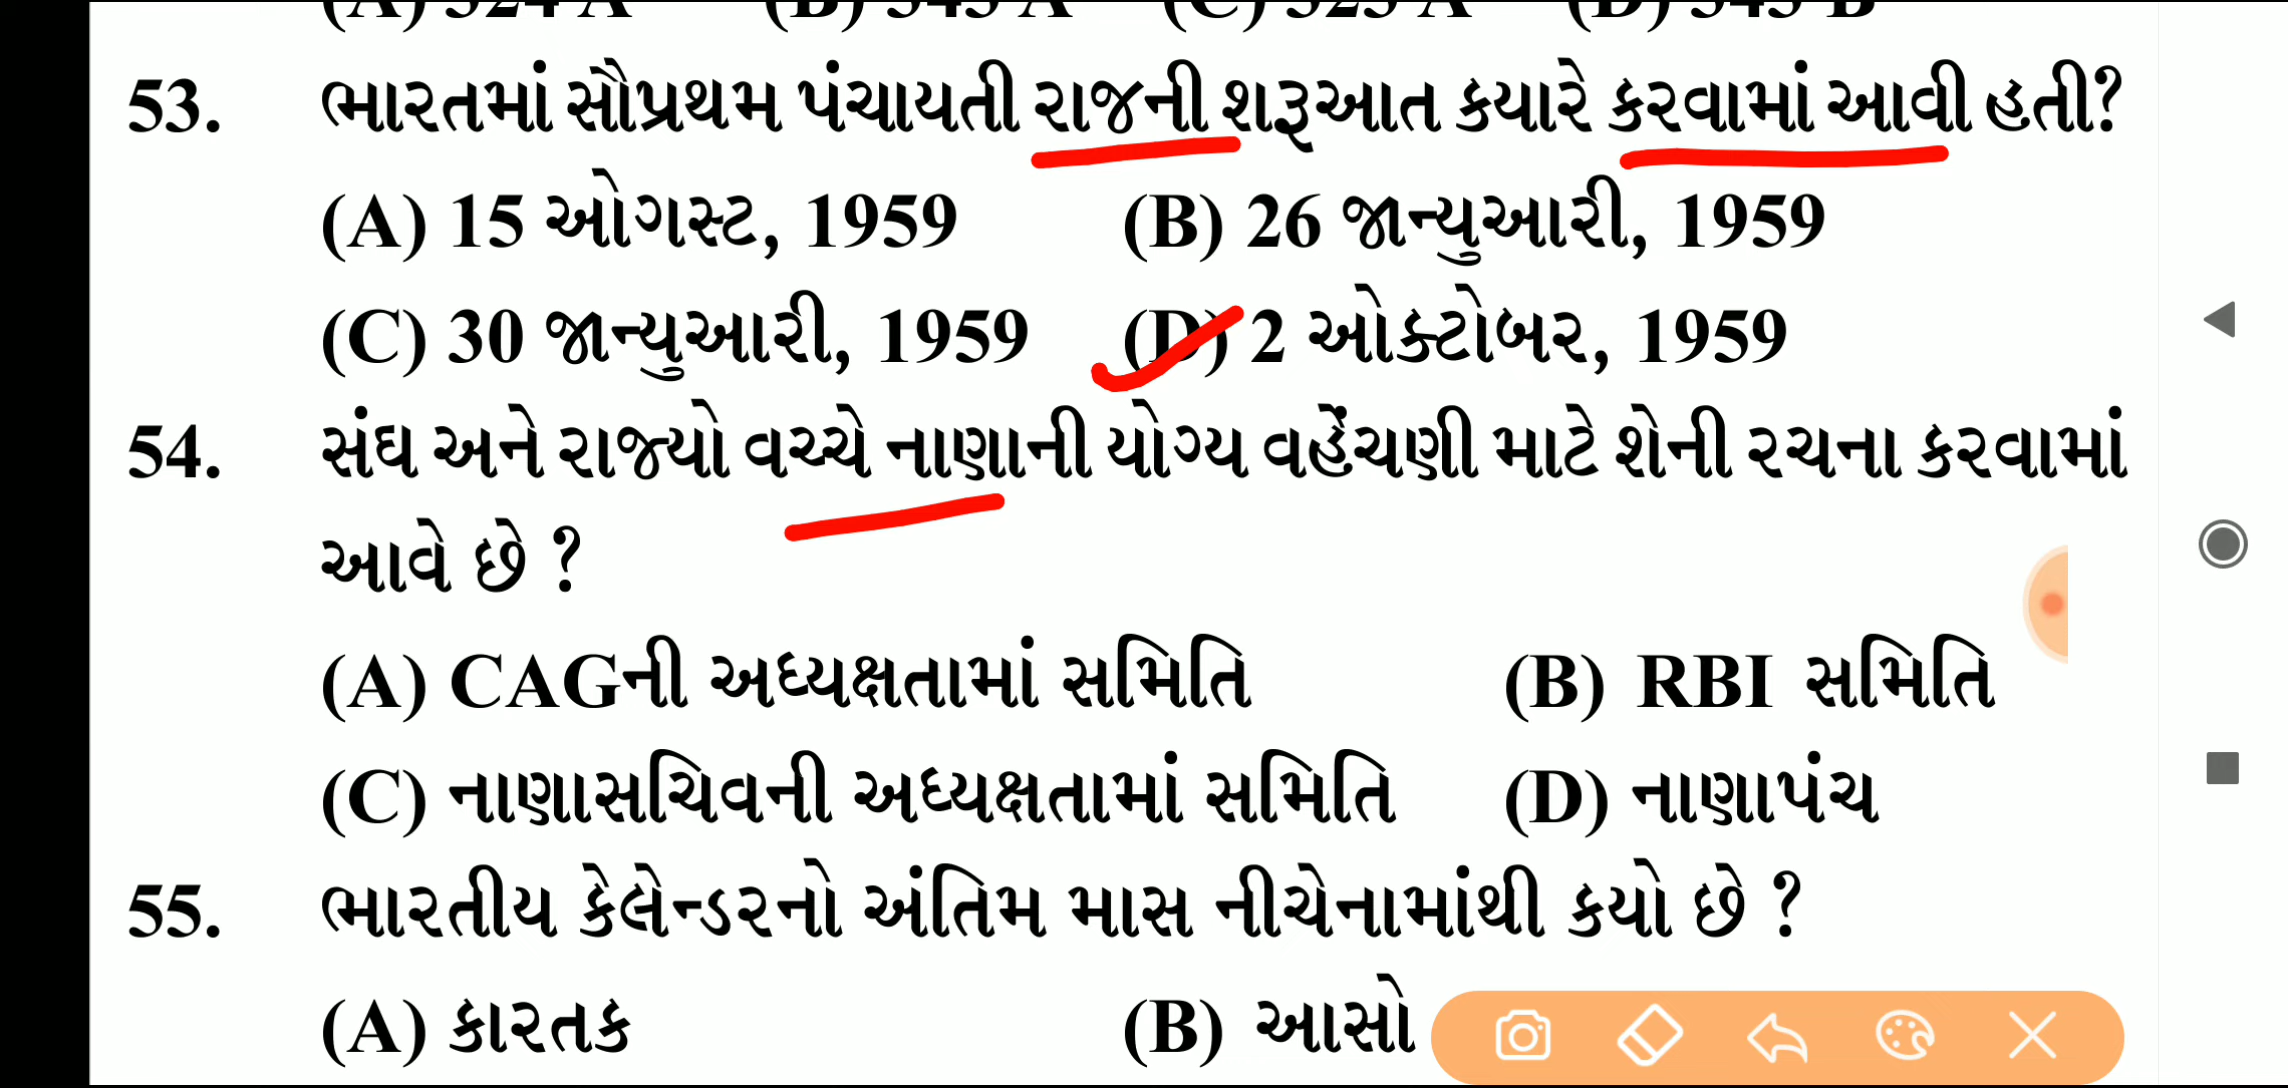 53. ભારતમાં સૌપ્રથમ પંચાયતી રાજની શરૂઆત કયારે કરવામાં આવી હતી?
(A) 15 ઓગસ્ટ, 1959 (B) 26 જાન્યુઆરી, 1959
(C) 30 જાન્યુઆરી, 1959 (D) 2 ઓક્ટોબર, 1959
54. સંઘ અને રાજ્યો વચ્ચે નાણાની યોગ્ય વહેંચણી માટે શેની રચના કરવામાં
આવે છે ?
(A) CAGની અધ્યક્ષતામાં સમિતિ (B) RBI સમિતિ
(C) નાણાસચિવની અધ્યક્ષતામાં સમિતિ (D) નાણાપંચ
55. ભારતીય કેલેન્ડરનો અંતિમ માસ નીચેનામાંથી કયો છે ?
(A) કારતક (B) આસો